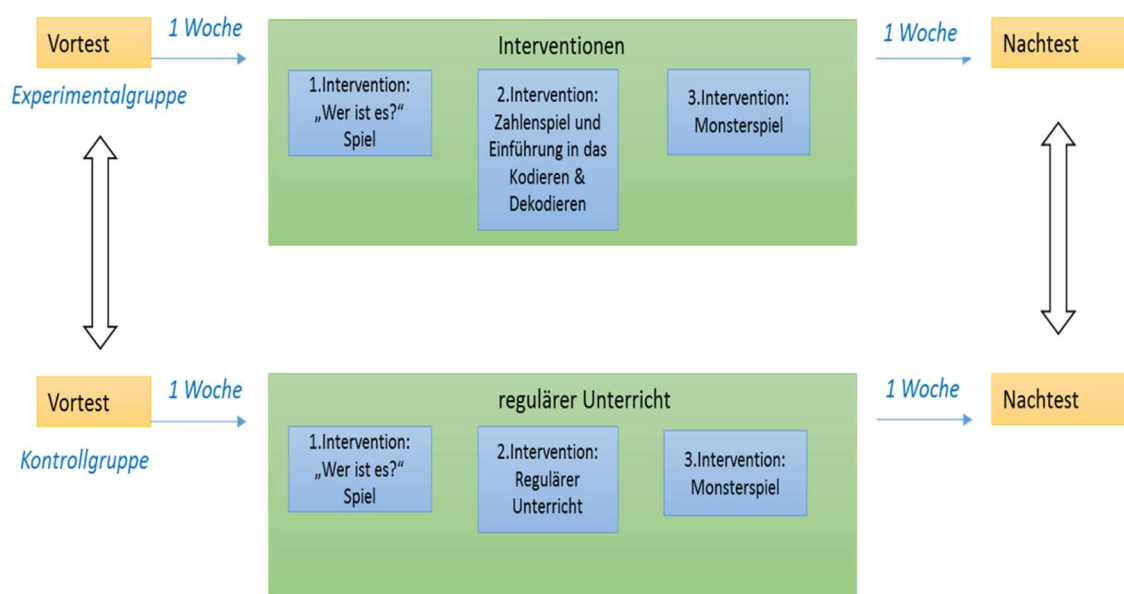 Vortest
1 Woche
Experimentalgruppe
Interventionen
1.Intervention:
„Wer ist es?“
Spiel
2.Intervention:
Zahlenspiel und
Einführung in das
Kodieren &
Dekodieren
3.Intervention:
Monsterspiel
1 Woche
Nachtest
Vortest
1 Woche
Kontrollgruppe
regulärer Unterricht
1.Intervention:
„Wer ist es?“
Spiel
2.Intervention:
Regulärer
Unterricht
3.Intervention:
Monsterspiel
1 Woche
Nachtest